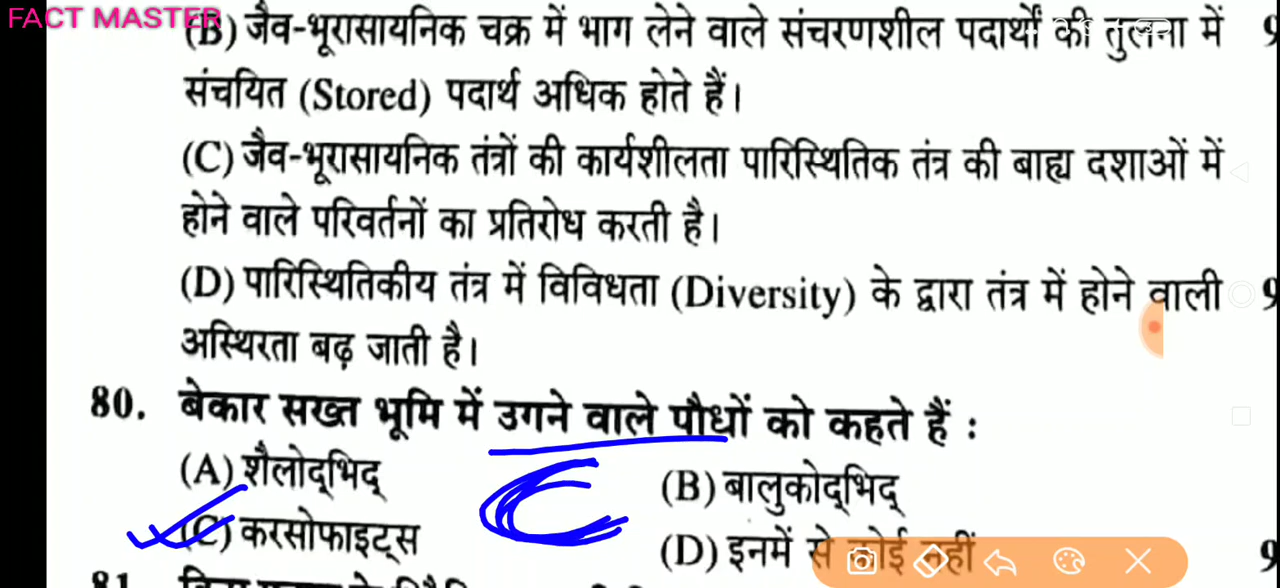 FACT MASTER
(B) जैव-भूरासायनिक चक्र में भाग लेने वाले संचरणशील पदार्थों की तुलना में
संचयित (Stored) पदार्थ अधिक होते हैं।
(C) जैव-भूरासायनिक तंत्रों की कार्यशीलता पारिस्थितिक तंत्र की बाह्य दशाओं में
होने वाले परिवर्तनों का प्रतिरोध करती है।
(D) पारिस्थितिकीय तंत्र में विविधता (Diversity) के द्वारा तंत्र में होने वाली
अस्थिरता बढ़ जाती है।
80. बेकार सख्त भूमि में उगने वाले पौधों को कहते हैं :
(A) शैलोद्‌भिद् (B) बालुकोद्‌भिद्
(C) करसोफाइट्स (D) इनमें से कोई नहीं
81.